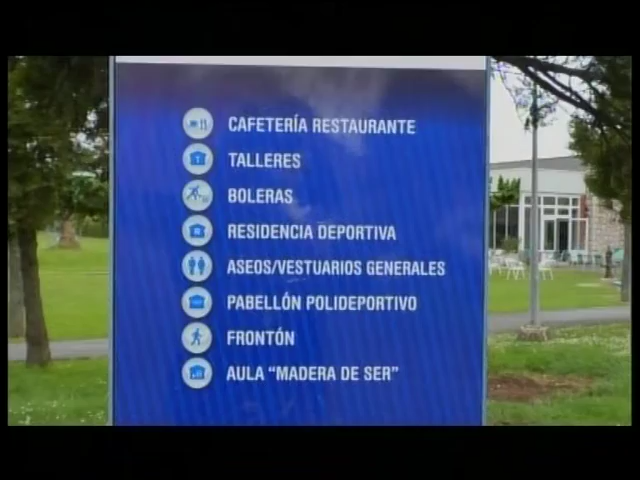 CAFETERÍA RESTAURANTE
TALLERES
BOLERAS
RESIDENCIA DEPORTIVA
ASEOS/VESTUARIOS GENERALES
PABELLÓN POLIDEPORTIVO
FRONTÓN
AULA “MADERA DE SER”